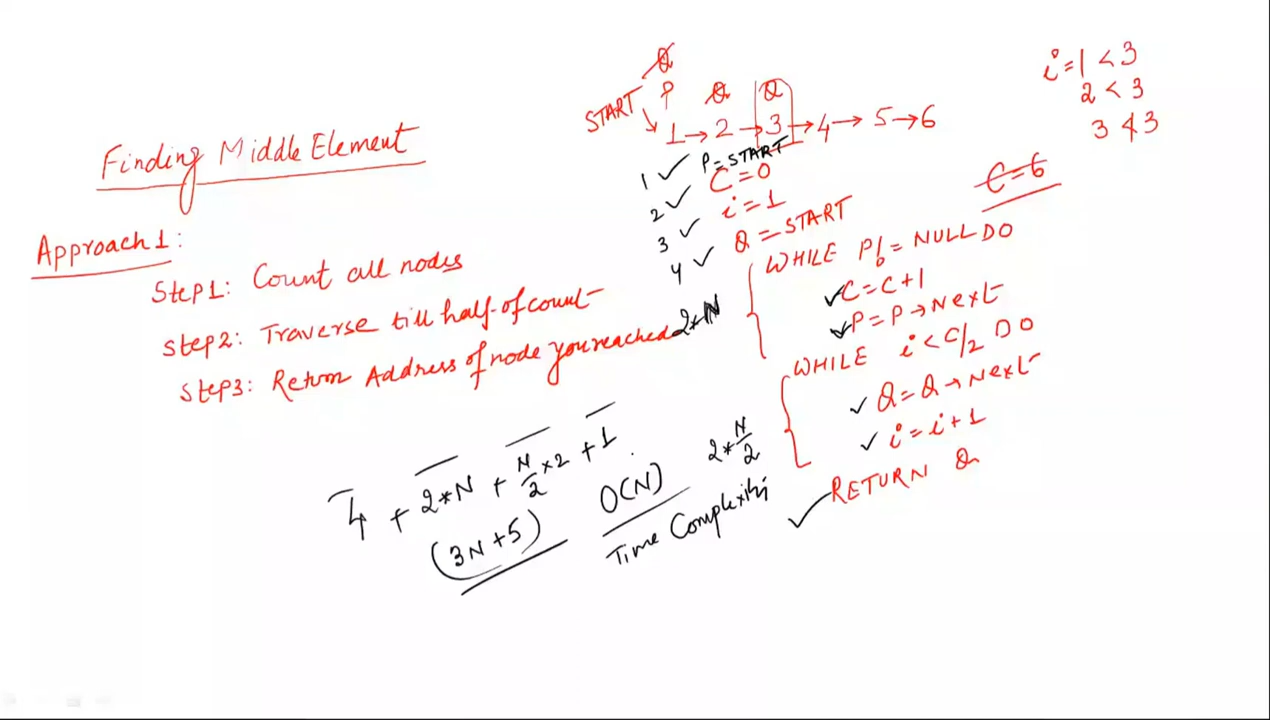 Finding Middle Element
Approach 1:
Step1: Count all nodes
Step2: Traverse till half of count
Step3: Return Address of node you reached
Q
START P Q Q
1 → 2 → 3 → 4 → 5 → 6
1 ✓ P = START
2 ✓ C = 0
3 ✓ i = 1
4 ✓ Q = START
WHILE P != NULL DO
✓ C = C + 1
✓ P = P → Next
2*N
WHILE i < C/2 DO
✓ Q = Q → Next
✓ i = i + 1
2*N/2
✓ RETURN Q
i = 1 < 3
2 < 3
3 ≮ 3
C = 6
4 + 2*N + N/2 × 2 + 1
(3N + 5) O(N)
Time Complexity